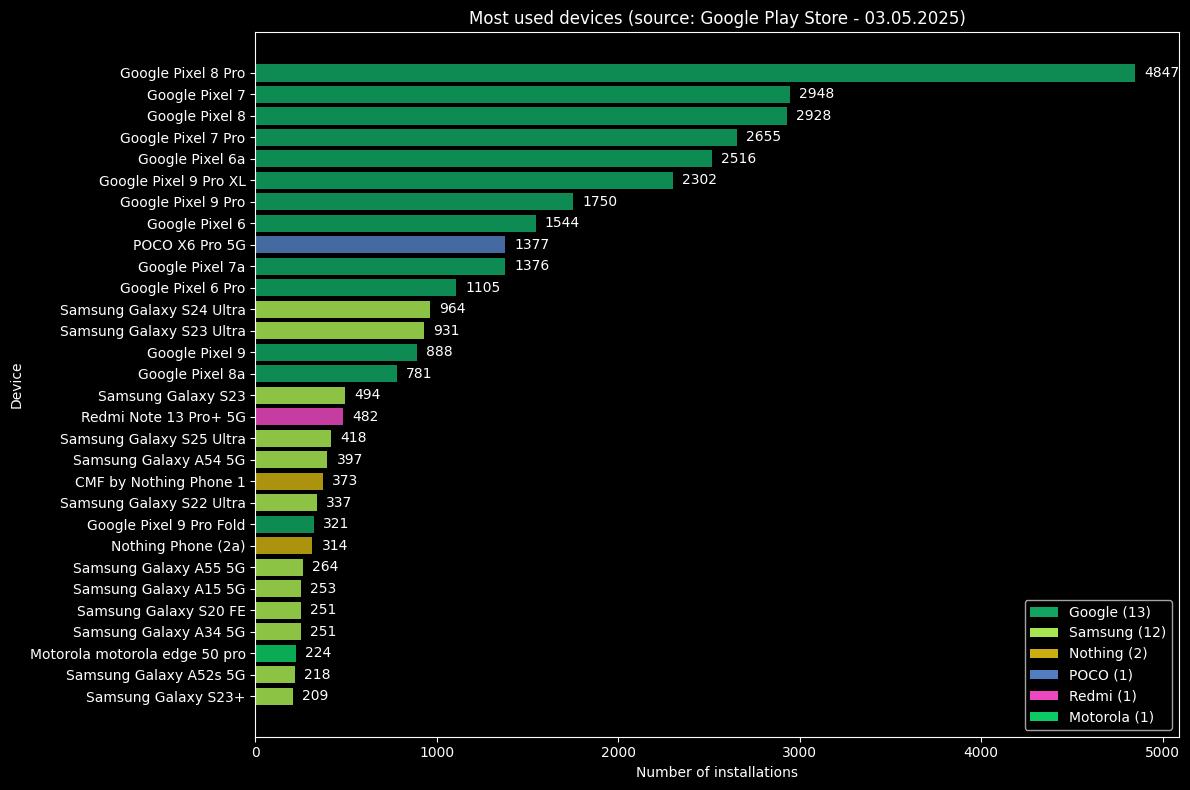 Most used devices (source: Google Play Store - 03.05.2025)
Device
Google Pixel 8 Pro 4847
Google Pixel 7 2948
Google Pixel 8 2928
Google Pixel 7 Pro 2655
Google Pixel 6a 2516
Google Pixel 9 Pro XL 2302
Google Pixel 9 Pro 1750
Google Pixel 6 1544
POCO X6 Pro 5G 1377
Google Pixel 7a 1376
Google Pixel 6 Pro 1105
Samsung Galaxy S24 Ultra 964
Samsung Galaxy S23 Ultra 931
Google Pixel 9 888
Google Pixel 8a 781
Samsung Galaxy S23 494
Redmi Note 13 Pro+ 5G 482
Samsung Galaxy S25 Ultra 418
Samsung Galaxy A54 5G 397
CMF by Nothing Phone 1 373
Samsung Galaxy S22 Ultra 337
Google Pixel 9 Pro Fold 321
Nothing Phone (2a) 314
Samsung Galaxy A55 5G 264
Samsung Galaxy A15 5G 253
Samsung Galaxy S20 FE 251
Samsung Galaxy A34 5G 251
Motorola motorola edge 50 pro 224
Samsung Galaxy A52s 5G 218
Samsung Galaxy S23+ 209
Google (13)
Samsung (12)
Nothing (2)
POCO (1)
Redmi (1)
Motorola (1)
0 1000 2000 3000 4000 5000
Number of installations